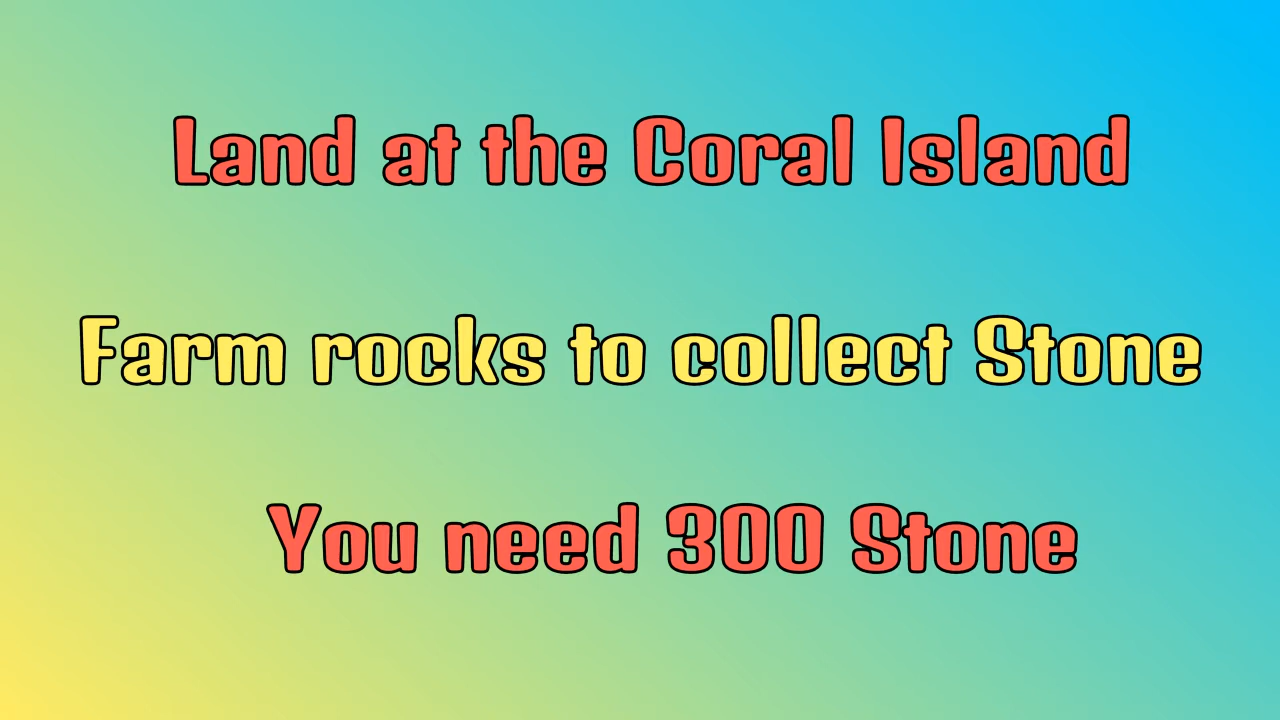 Land at the Coral Island
Farm rocks to collect Stone
You need 300 Stone